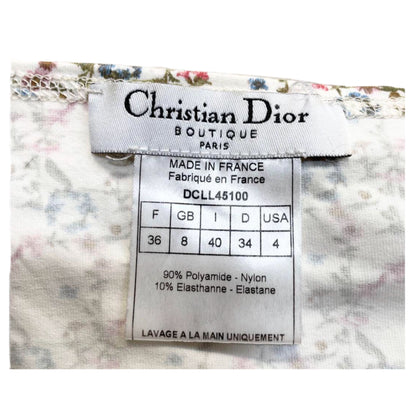 Christian Dior
BOUTIQUE
PARIS
MADE IN FRANCE
Fabriqué en France
DCLL45100
F GB I D USA
36 8 40 34 4
90% Polyamide - Nylon
10% Elasthanne - Elastane
LAVAGE A LA MAIN UNIQUEMENT